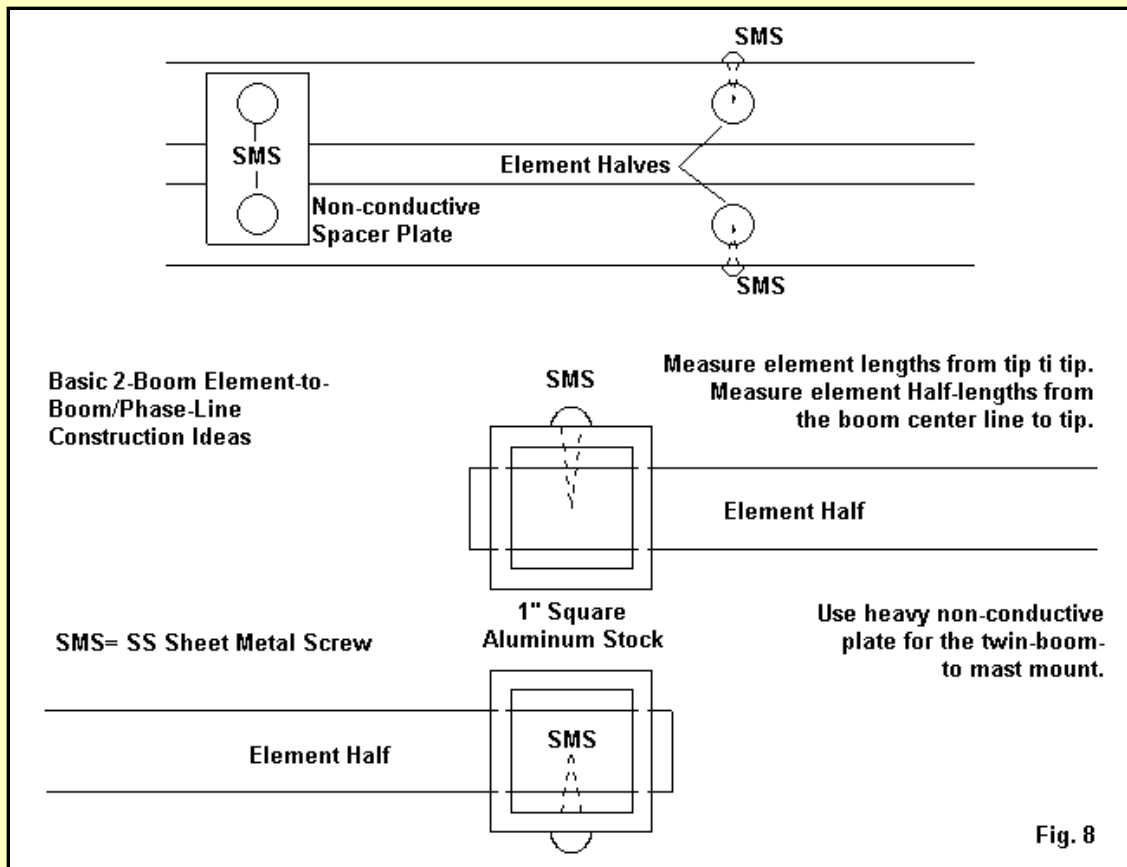 SMS
SMS
Element Halves
Non-conductive
Spacer Plate
SMS
Basic 2-Boom Element-to-
Boom/Phase-Line
Construction Ideas
SMS
Measure element lengths from tip ti tip.
Measure element Half-lengths from
the boom center line to tip.
Element Half
1" Square
Aluminum Stock
SMS= SS Sheet Metal Screw
Use heavy non-conductive
plate for the twin-boom-
to mast mount.
Element Half
SMS
Fig. 8